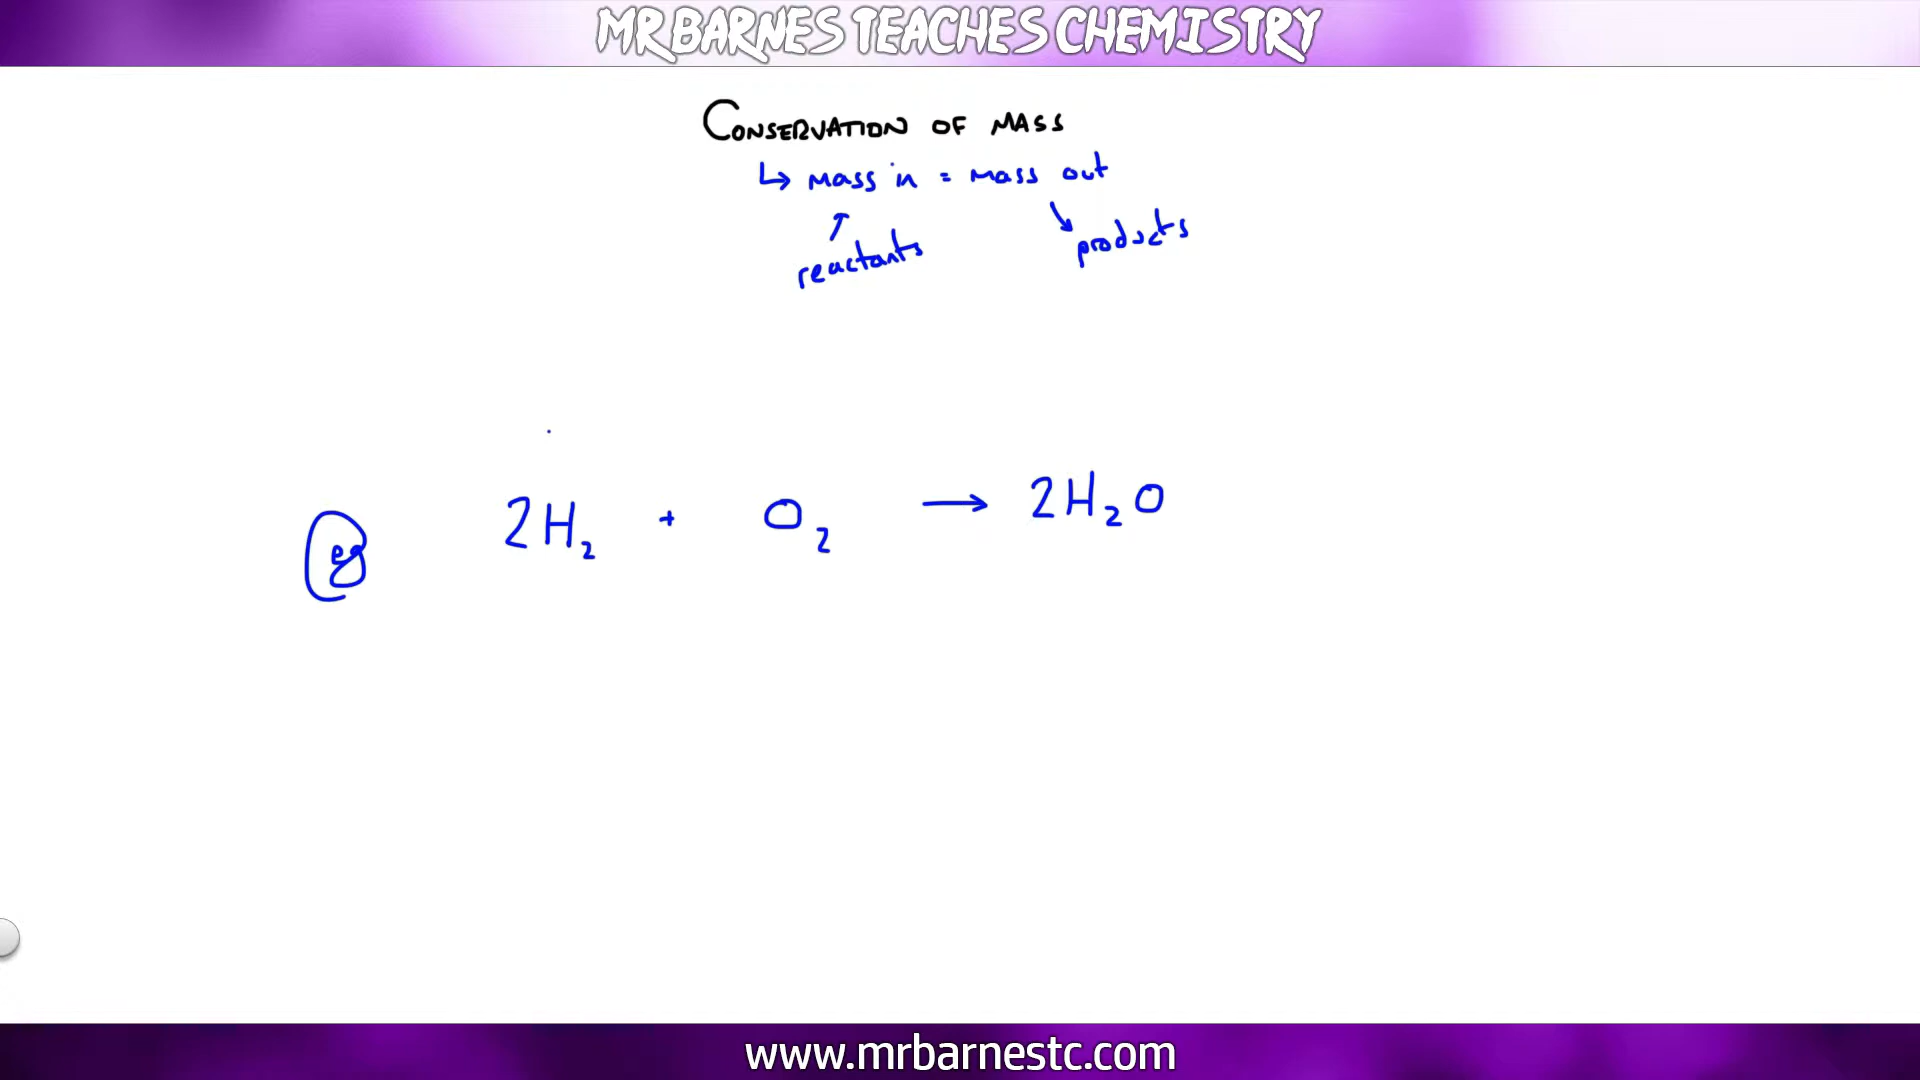 MR BARNES TEACHES CHEMISTRY
CONSERVATION OF MASS
↳ mass in = mass out
reactants products
eg 2H₂ + O₂ → 2H₂O
www.mrbarnestc.com